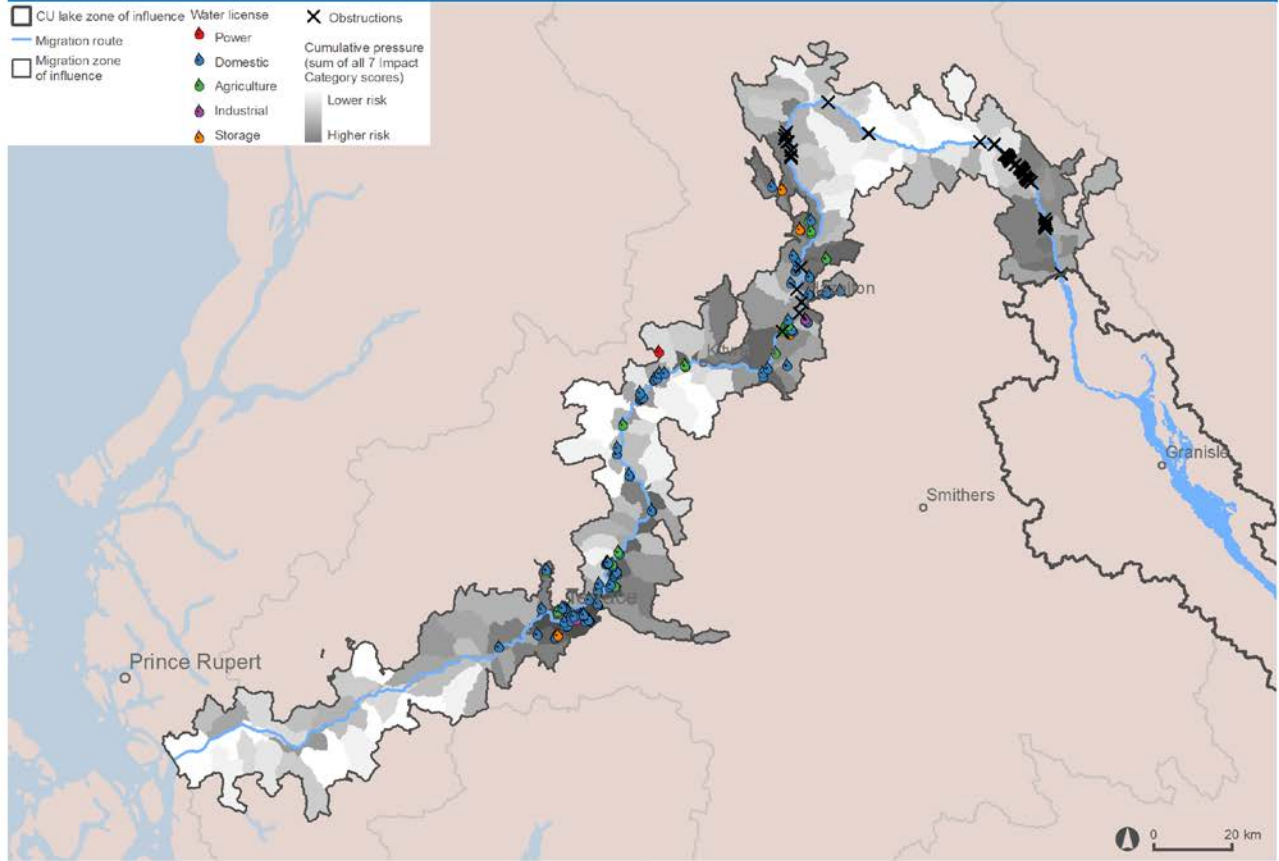 CU lake zone of influence
Migration route
Migration zone
of influence
Water license
Power
Domestic
Agriculture
Industrial
Storage
Obstructions
Cumulative pressure
(sum of all 7 Impact
Category scores)
Lower risk
Higher risk
Granisle
Smithers
Terrace
Prince Rupert
0
20 km